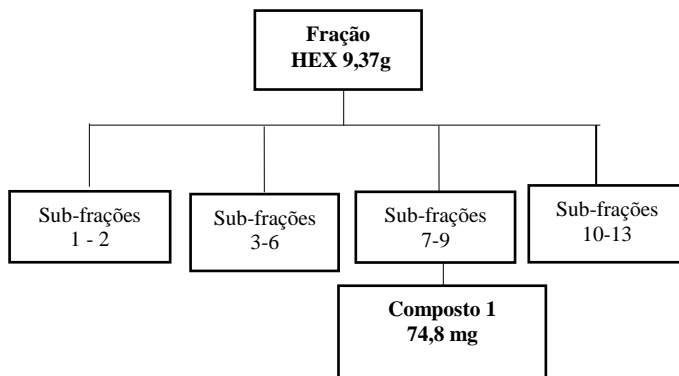 Fração
HEX 9,37g
Sub-frações
1 - 2
Sub-frações
3-6
Sub-frações
7-9
Sub-frações
10-13
Composto 1
74,8 mg